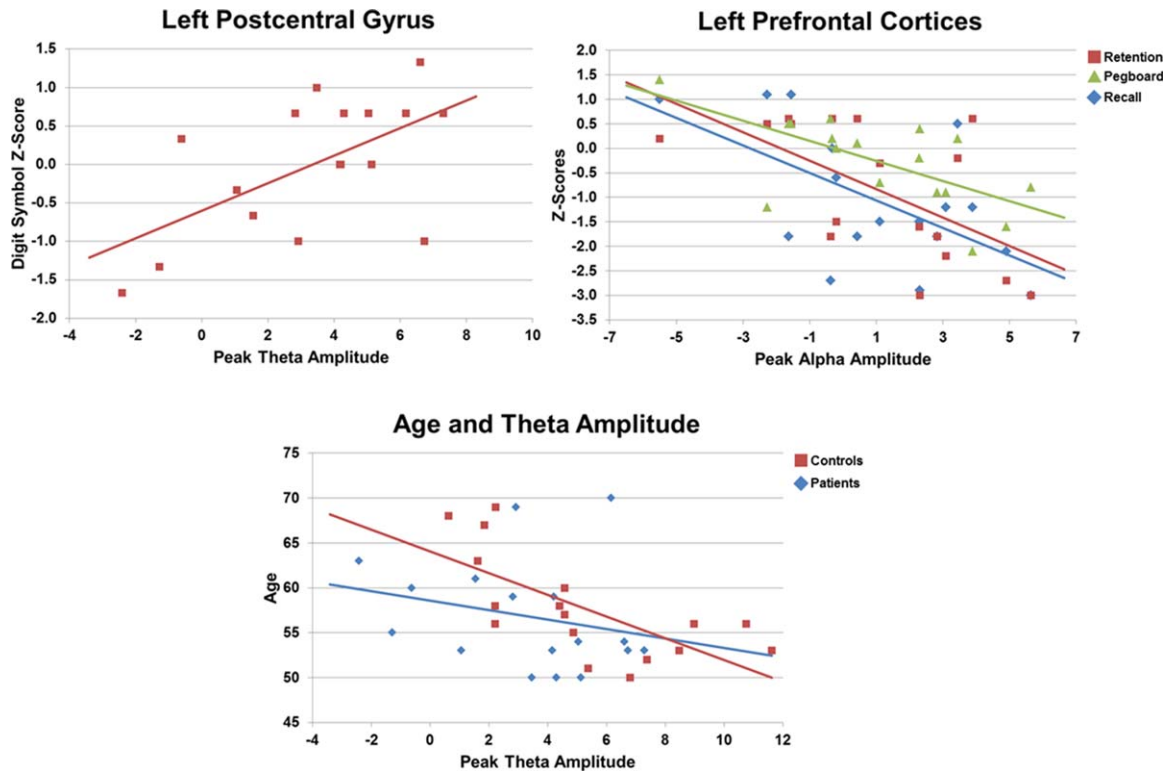 Left Postcentral Gyrus
1.5
1.0
0.5
0.0
-0.5
-1.0
-1.5
-2.0
Digit Symbol Z-Score
-4 -2 0 2 4 6 8 10
Peak Theta Amplitude
Left Prefrontal Cortices
2.0
1.5
1.0
0.5
0.0
-0.5
-1.0
-1.5
-2.0
-2.5
-3.0
-3.5
Z-Scores
-7 -5 -3 -1 1 3 5 7
Peak Alpha Amplitude
Retention
Pegboard
Recall
Age and Theta Amplitude
75
70
65
60
55
50
45
Age
-4 -2 0 2 4 6 8 10 12
Peak Theta Amplitude
Controls
Patients